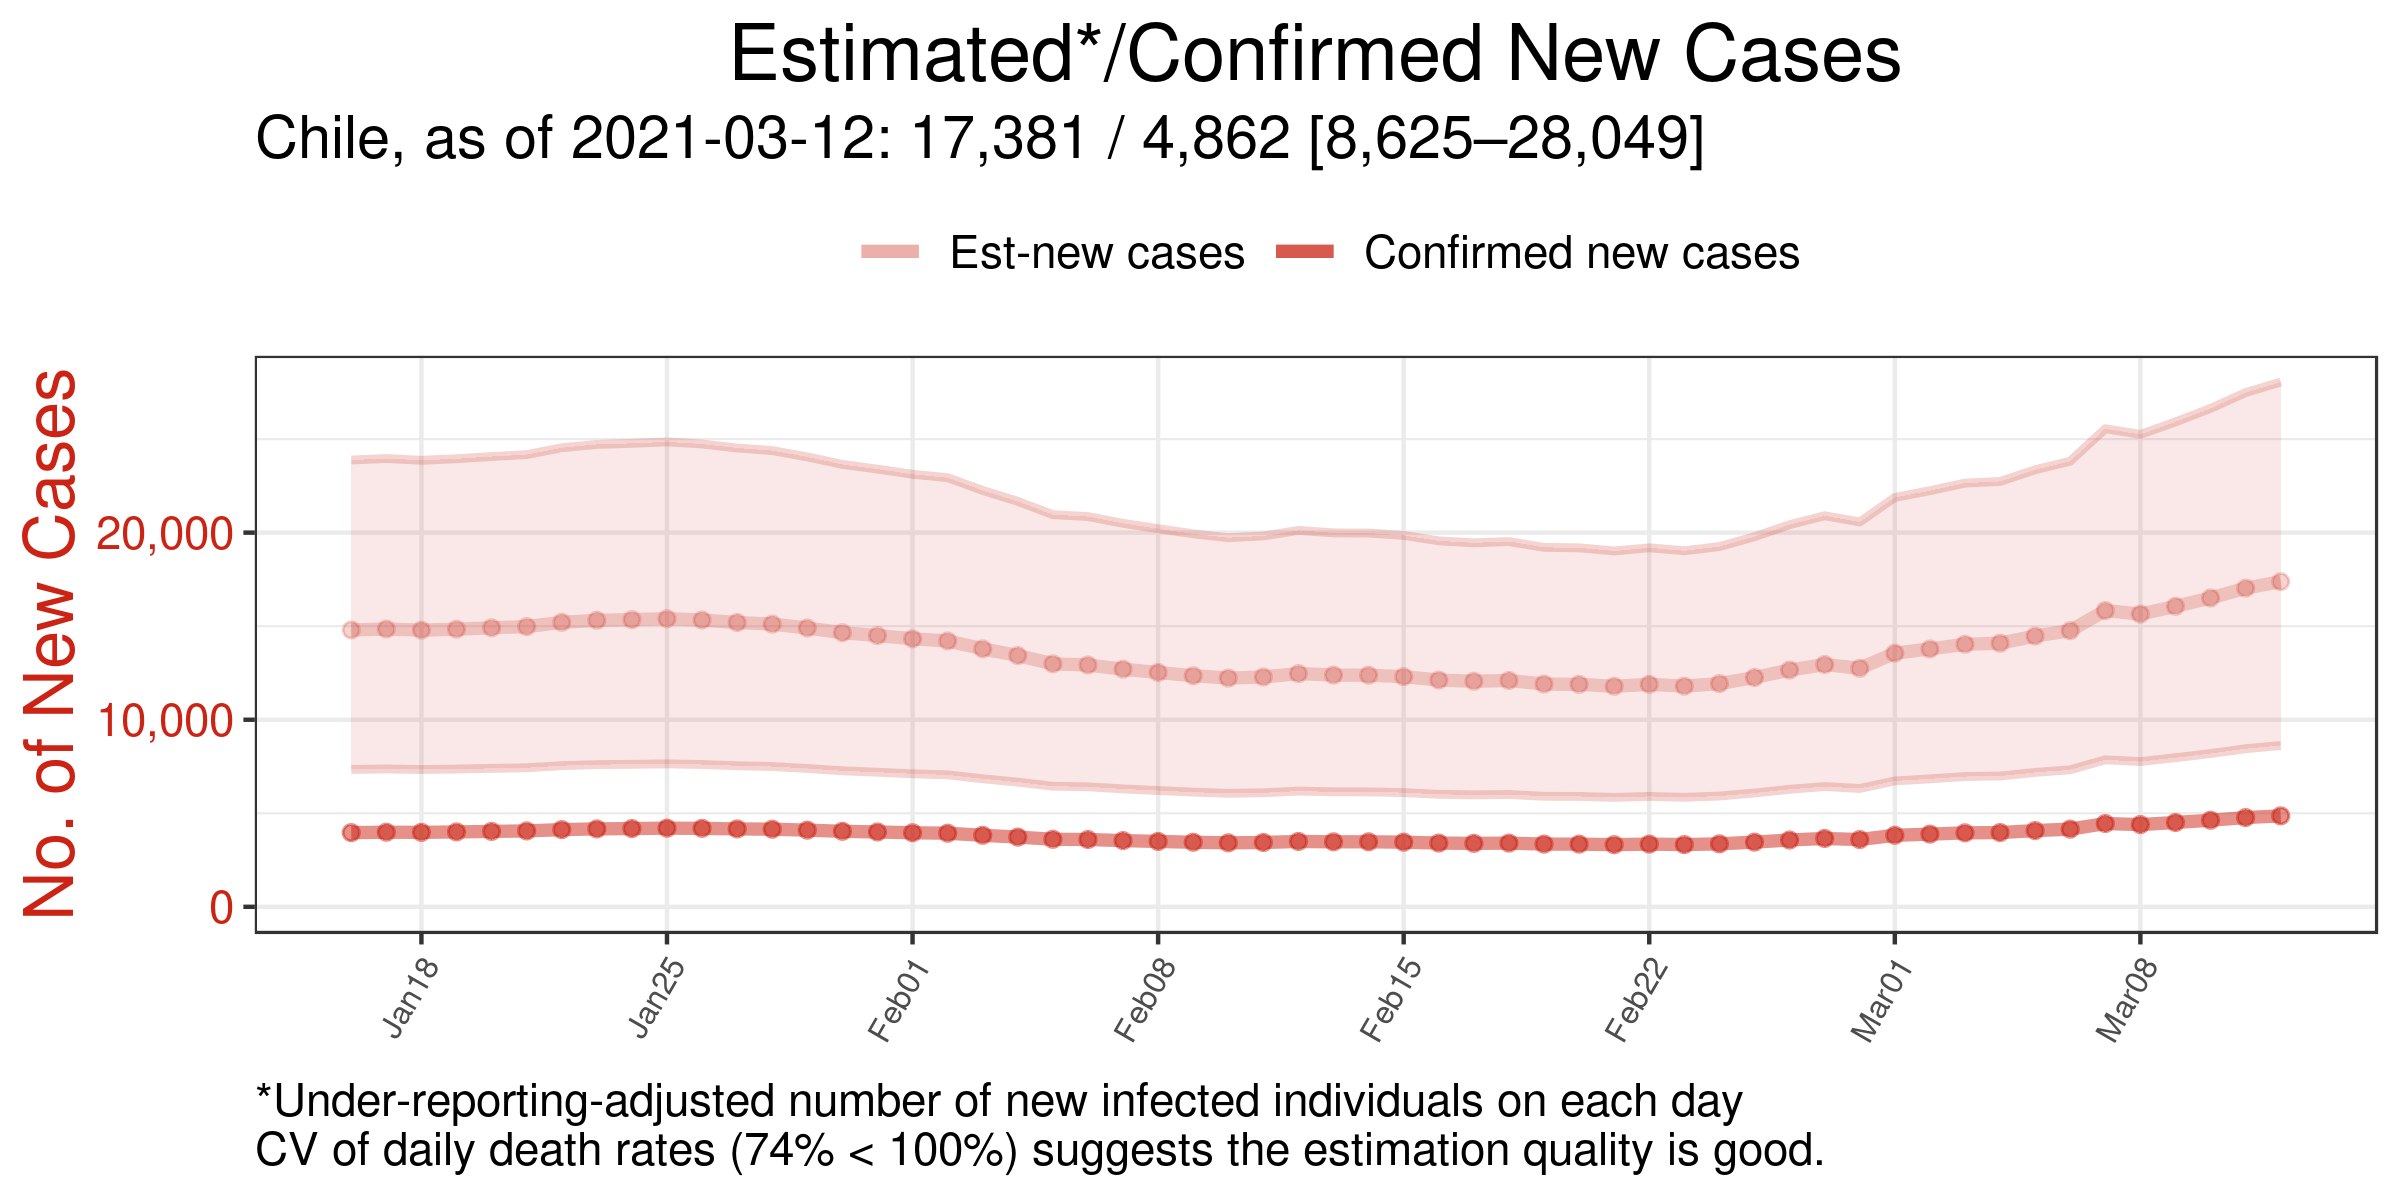 Estimated*/Confirmed New Cases
Chile, as of 2021-03-12: 17,381 / 4,862 [8,625–28,049]
Est-new cases
Confirmed new cases
No. of New Cases
20,000
10,000
0
Jan18
Jan25
Feb01
Feb08
Feb15
Feb22
Mar01
Mar08
*Under-reporting-adjusted number of new infected individuals on each day
CV of daily death rates (74% < 100%) suggests the estimation quality is good.